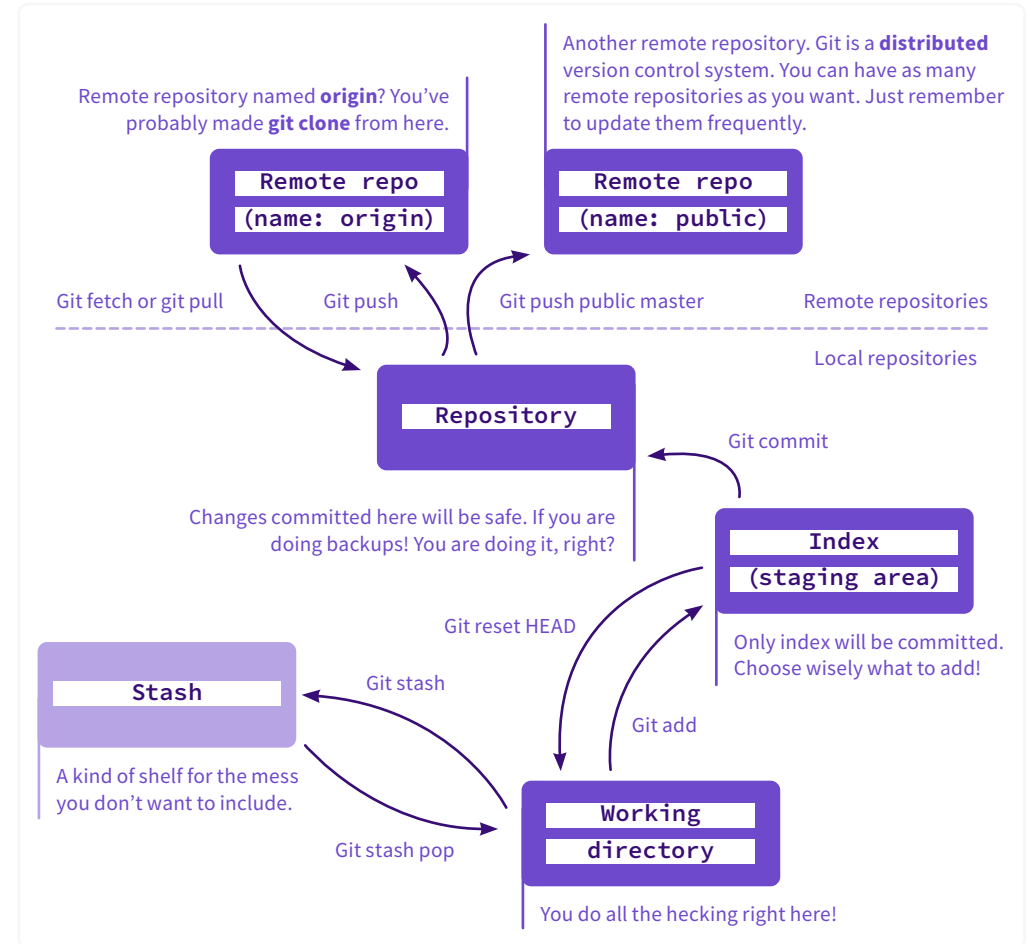 Another remote repository. Git is a distributed
version control system. You can have as many
remote repositories as you want. Just remember
to update them frequently.
Remote repository named origin? You’ve
probably made git clone from here.
Remote repo
(name: origin)
Remote repo
(name: public)
Git fetch or git pull
Git push
Git push public master
Remote repositories
Local repositories
Repository
Git commit
Changes committed here will be safe. If you are
doing backups! You are doing it, right?
Index
(staging area)
Git reset HEAD
Only index will be committed.
Choose wisely what to add!
Stash
Git stash
Git add
A kind of shelf for the mess
you don’t want to include.
Git stash pop
Working
directory
You do all the hecking right here!